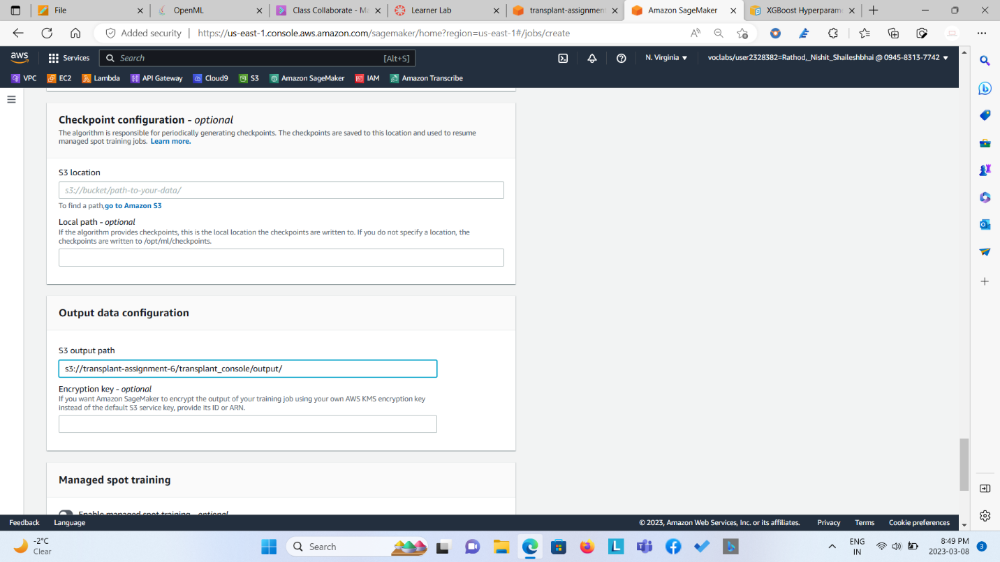 File
OpenML
Class Collaborate - Ma
Learner Lab
transplant-assignment
Amazon SageMaker
XGBoost Hyperparame
Added security
https://us-east-1.console.aws.amazon.com/sagemaker/home?region=us-east-1#/jobs/create
aws
Services
Search
[Alt+S]
N. Virginia
voclabs/user2328382=Rathod,_Nishit_Shaileshbhai @ 0945-8313-7742
VPC
EC2
Lambda
API Gateway
Cloud9
S3
Amazon SageMaker
IAM
Amazon Transcribe
Checkpoint configuration - optional
The algorithm is responsible for periodically generating checkpoints. The checkpoints are saved to this location and used to resume
managed spot training jobs. Learn more.
S3 location
s3://bucket/path-to-your-data/
To find a path,go to Amazon S3
Local path - optional
If the algorithm provides checkpoints, this is the local location the checkpoints are written to. If you do not specify a location, the
checkpoints are written to /opt/ml/checkpoints.
Output data configuration
S3 output path
s3://transplant-assignment-6/transplant_console/output/
Encryption key - optional
If you want Amazon SageMaker to encrypt the output of your training job using your own AWS KMS encryption key
instead of the default S3 service key, provide its ID or ARN.
Managed spot training
Enable managed spot training - optional
Feedback
Language
© 2023, Amazon Web Services, Inc. or its affiliates.
Privacy
Terms
Cookie preferences
-2°C
Clear
Search
ENG
IN
8:49 PM
2023-03-08
3